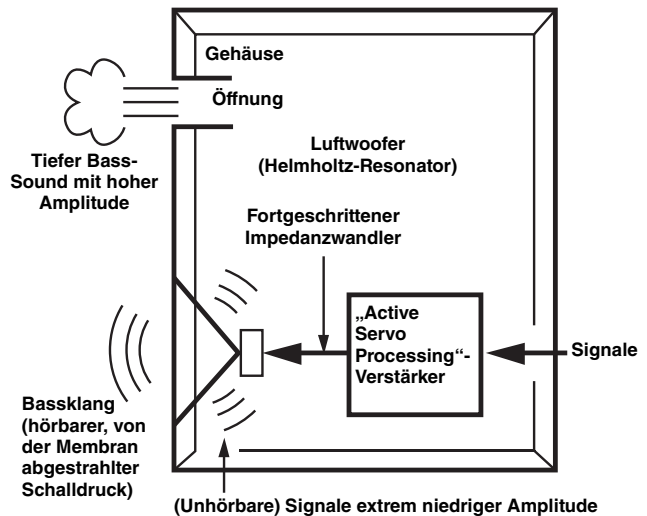 Gehäuse
Öffnung
Tiefer Bass-
Sound mit hoher
Amplitude
Luftwoofer
(Helmholtz-Resonator)
Fortgeschrittener
Impedanzwandler
„Active
Servo
Processing“-
Verstärker
Signale
Bassklang
(hörbarer, von
der Membran
abgestrahlter
Schalldruck)
(Unhörbare) Signale extrem niedriger Amplitude